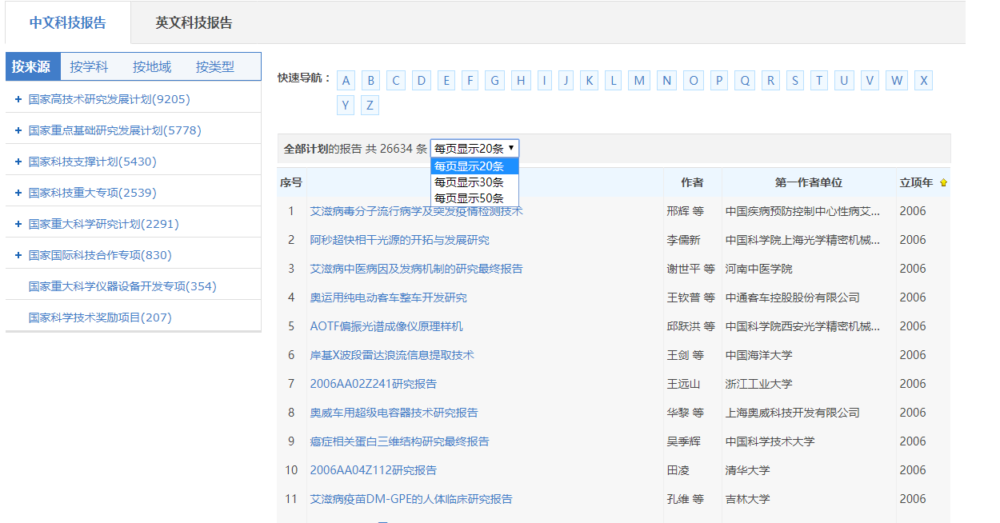 中文科技报告 英文科技报告
按来源 按学科 按地域 按类型
+ 国家高技术研究发展计划(9205)
+ 国家重点基础研究发展计划(5778)
+ 国家科技支撑计划(5430)
+ 国家科技重大专项(2539)
+ 国家重大科学研究计划(2291)
+ 国家国际科技合作专项(830)
国家重大科学仪器设备开发专项(354)
国家科学技术奖励项目(207)
快速导航： A B C D E F G H I J K L M N O P Q R S T U V W X
Y Z
全部计划的报告 共 26634 条 每页显示20条
每页显示20条
每页显示30条
每页显示50条
序号 作者 第一作者单位 立项年
1 艾滋病毒分子流行病学及突发疫情检测技术 邢辉 等 中国疾病预防控制中心性病艾... 2006
2 阿秒超快相干光源的开拓与发展研究 李儒新 中国科学院上海光学精密机械... 2006
3 艾滋病中医病因及发病机制的研究最终报告 谢世平 等 河南中医学院 2006
4 奥运用纯电动客车整车开发研究 王钦普 等 中通客车控股股份有限公司 2006
5 AOTF偏振光谱成像仪原理样机 邱跃洪 等 中国科学院西安光学精密机械... 2006
6 岸基X波段雷达浪流信息提取技术 王剑 等 中国海洋大学 2006
7 2006AA02Z241研究报告 王远山 浙江工业大学 2006
8 奥威车用超级电容器技术研究报告 华黎 等 上海奥威科技开发有限公司 2006
9 癌症相关蛋白三维结构研究最终报告 吴季辉 中国科学技术大学 2006
10 2006AA04Z112研究报告 田凌 清华大学 2006
11 艾滋病疫苗DM-GPE的人体临床研究报告 孔维 等 吉林大学 2006